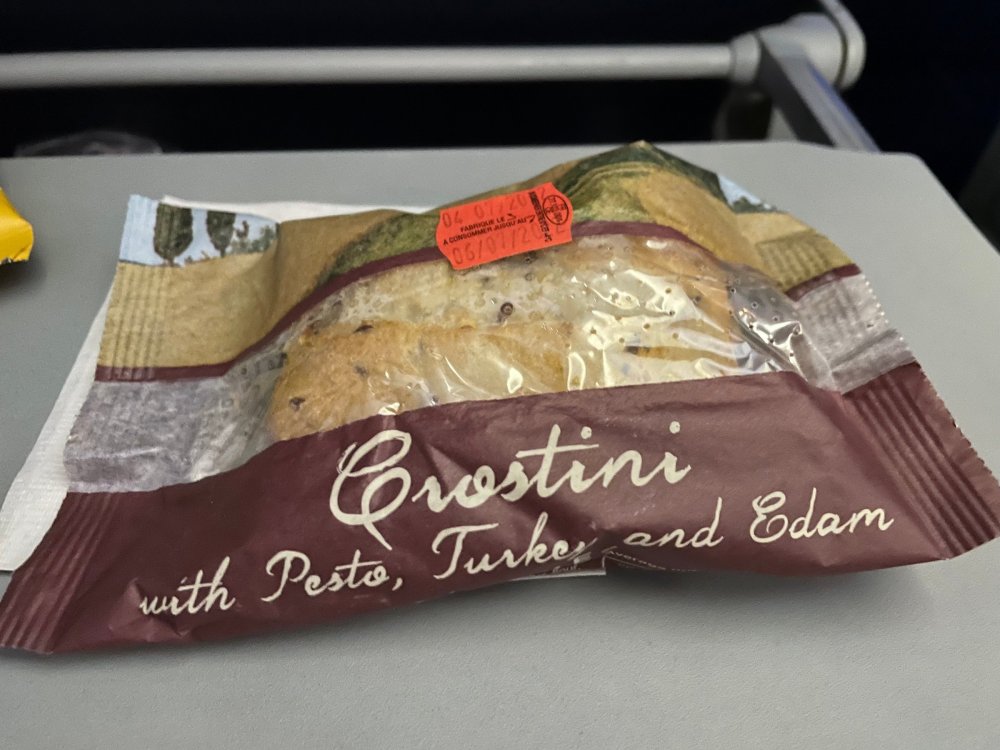 FABRIQUE LE
A CONSOMMER JUSQU'AU
Crostini
with Pesto, Turkey and Edam